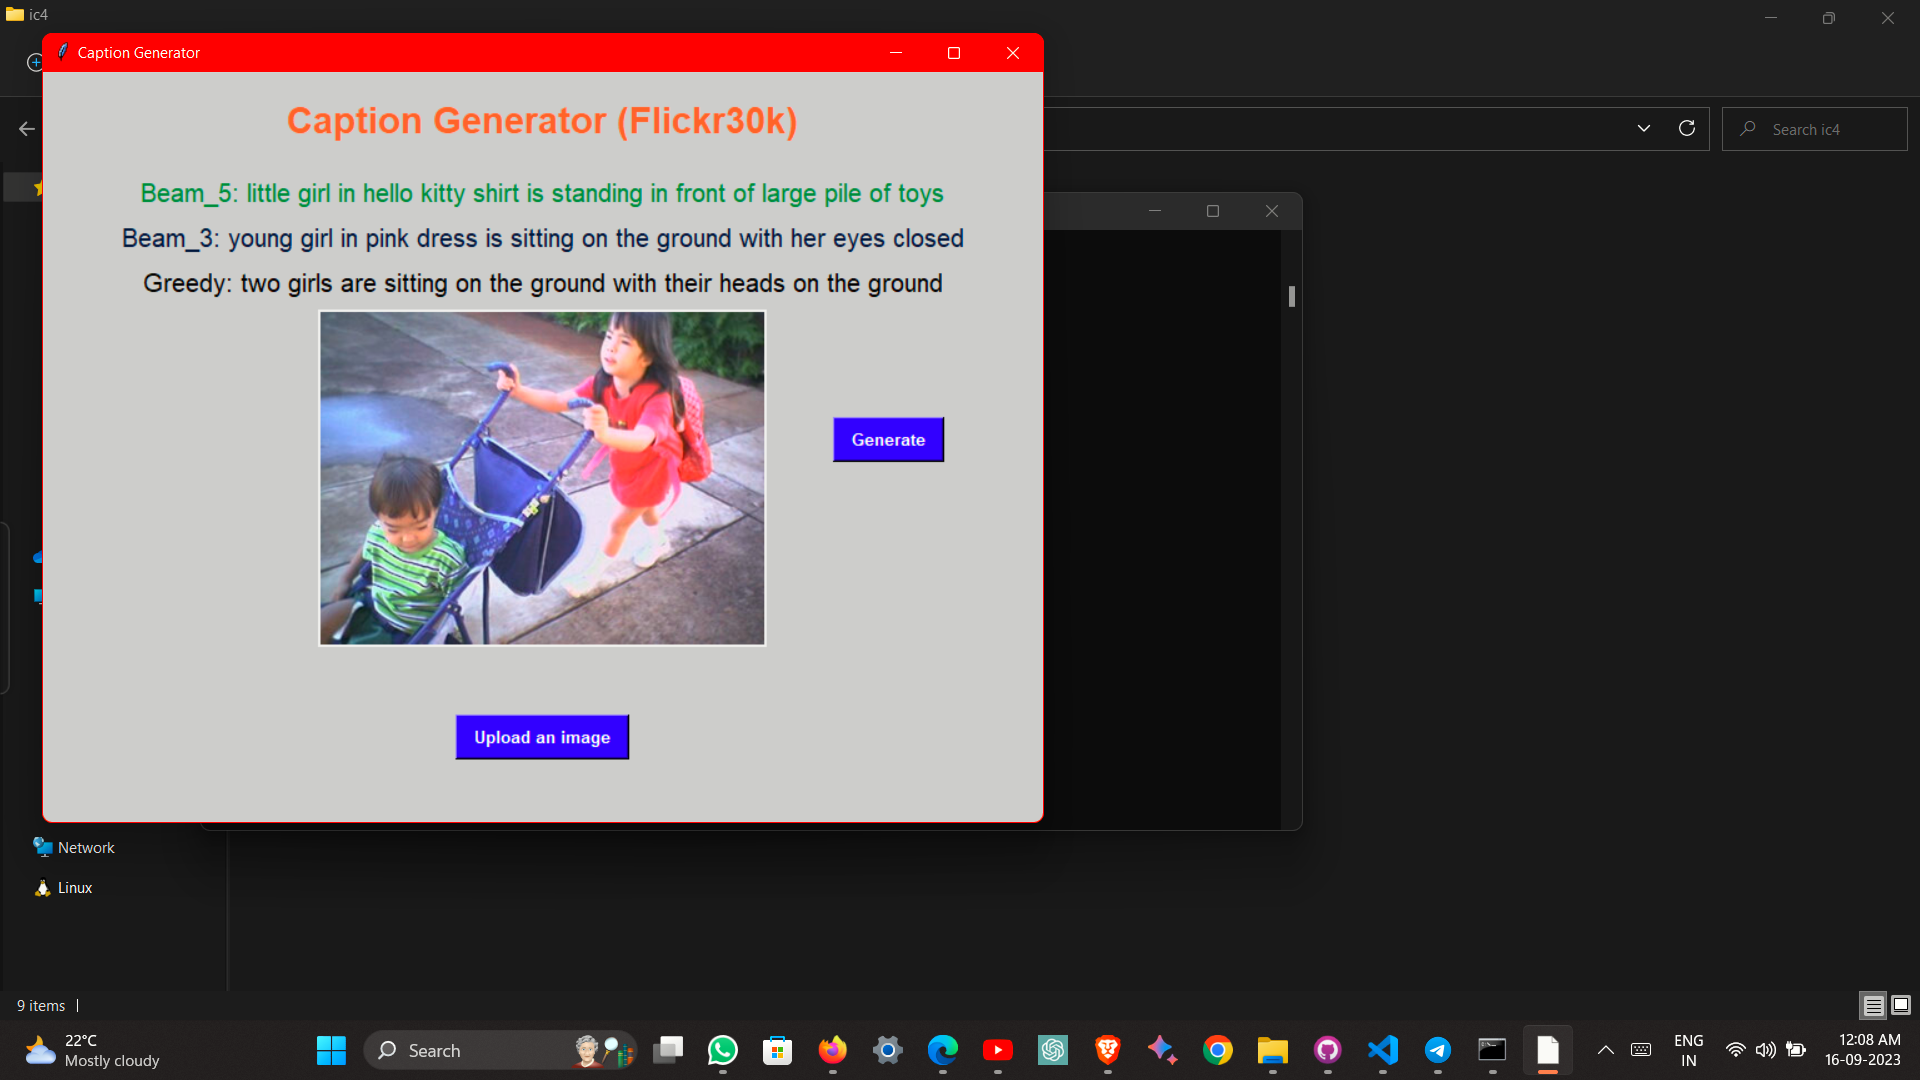 ic4
Caption Generator
Search ic4
Caption Generator (Flickr30k)
Beam_5: little girl in hello kitty shirt is standing in front of large pile of toys
Beam_3: young girl in pink dress is sitting on the ground with her eyes closed
Greedy: two girls are sitting on the ground with their heads on the ground
Generate
Upload an image
Network
Linux
9 items
22°C
Mostly cloudy
Search
ENG
IN
12:08 AM
16-09-2023